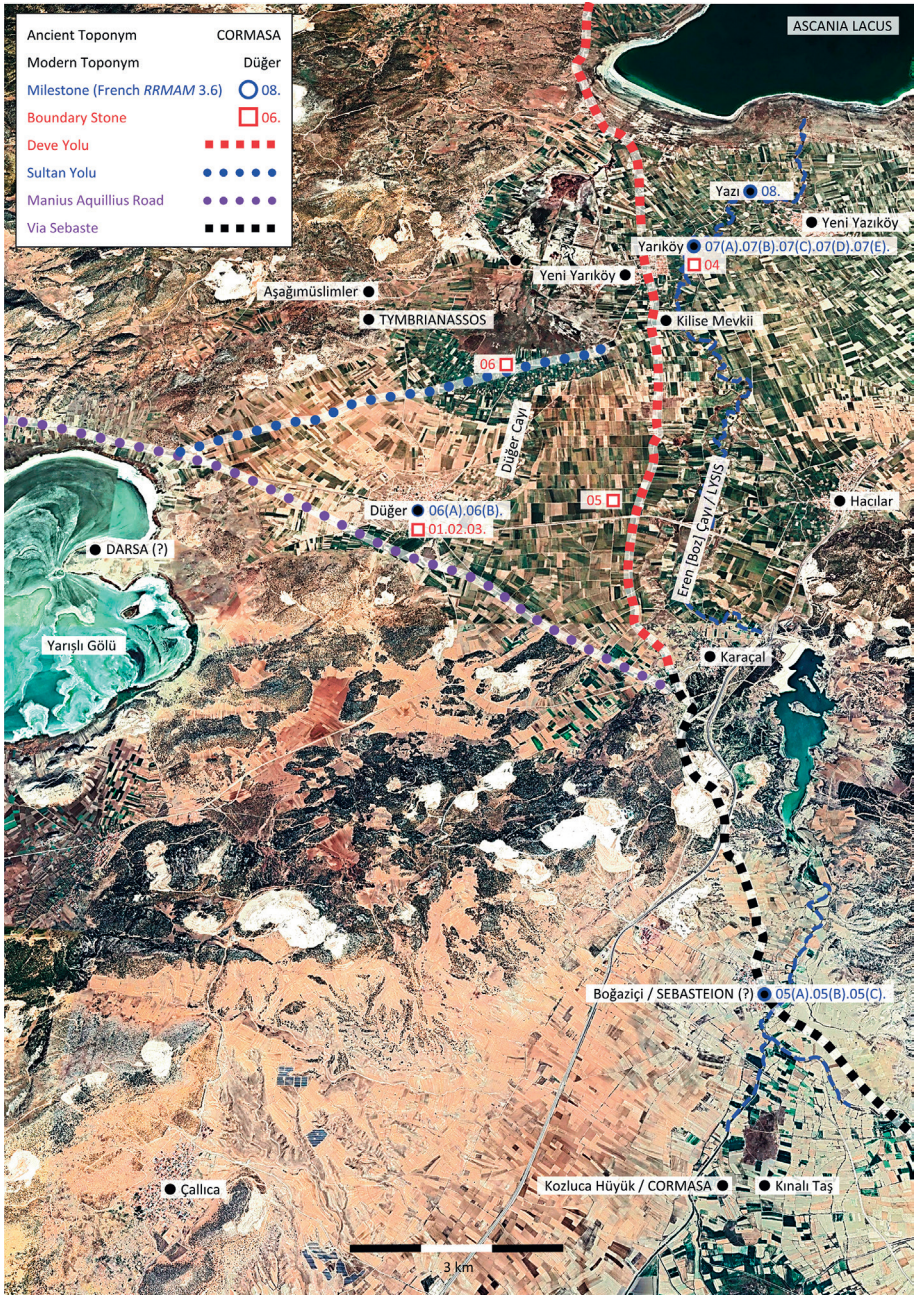 Ancient Toponym CORMASA
Modern Toponym Düğer
Milestone (French RRMAM 3.6) 08.
Boundary Stone 06.
Deve Yolu
Sultan Yolu
Manius Aquillius Road
Via Sebaste
ASCANIA LACUS
Yazı 08.
Yeni Yazıköy
Yarıköy 07(A).07(B).07(C).07(D).07(E).
04
Yeni Yarıköy
Aşağımüslimler
TYMBRIANASSOS
Kilise Mevkii
06
Düğer Çayı
Eren [Boz] Çayı / LYSIS
05
Hacılar
Düğer 06(A).06(B).
01.02.03.
DARSA (?)
Yarışlı Gölü
Karaçal
Boğaziçi / SEBASTEION (?) 05(A).05(B).05(C).
Çallıca
Kozluca Hüyük / CORMASA
Kınalı Taş
3 km